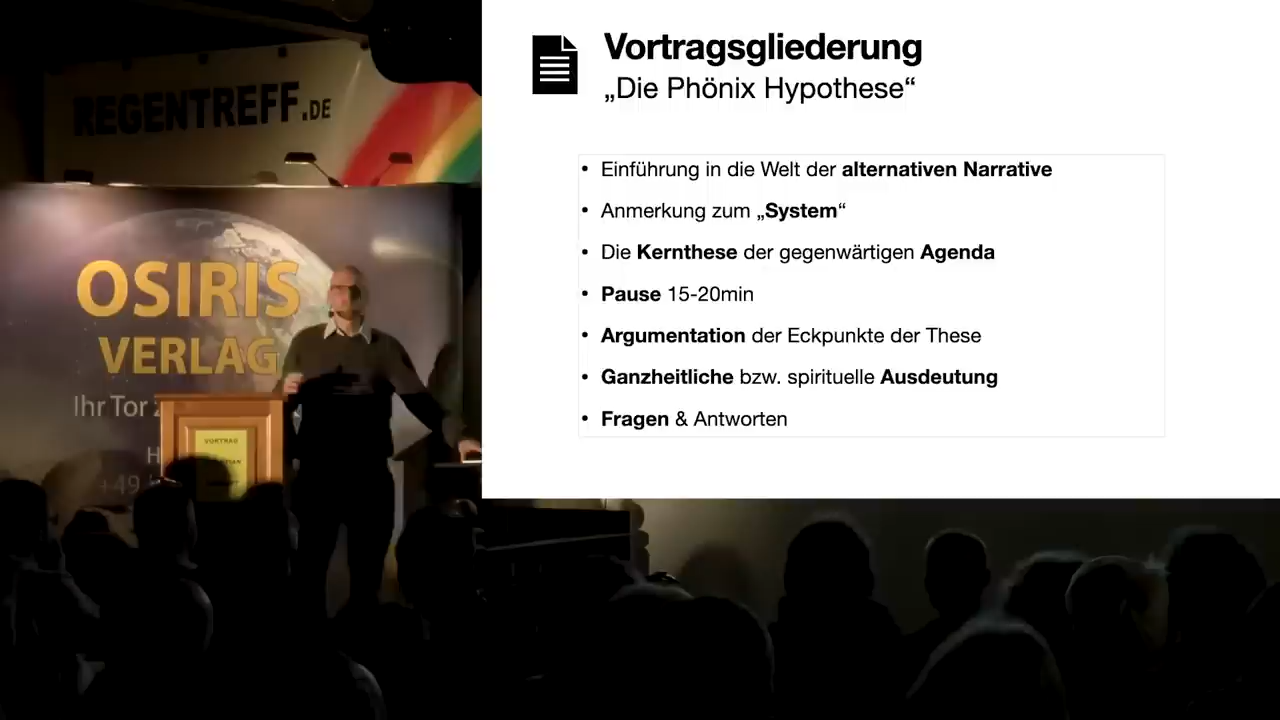 REGENTREFF.DE
OSIRIS
VERLAG
Ihr Tor z
H
+49
VORTRAG
Vortragsgliederung
„Die Phönix Hypothese“
• Einführung in die Welt der alternativen Narrative
• Anmerkung zum „System“
• Die Kernthese der gegenwärtigen Agenda
• Pause 15-20min
• Argumentation der Eckpunkte der These
• Ganzheitliche bzw. spirituelle Ausdeutung
• Fragen & Antworten